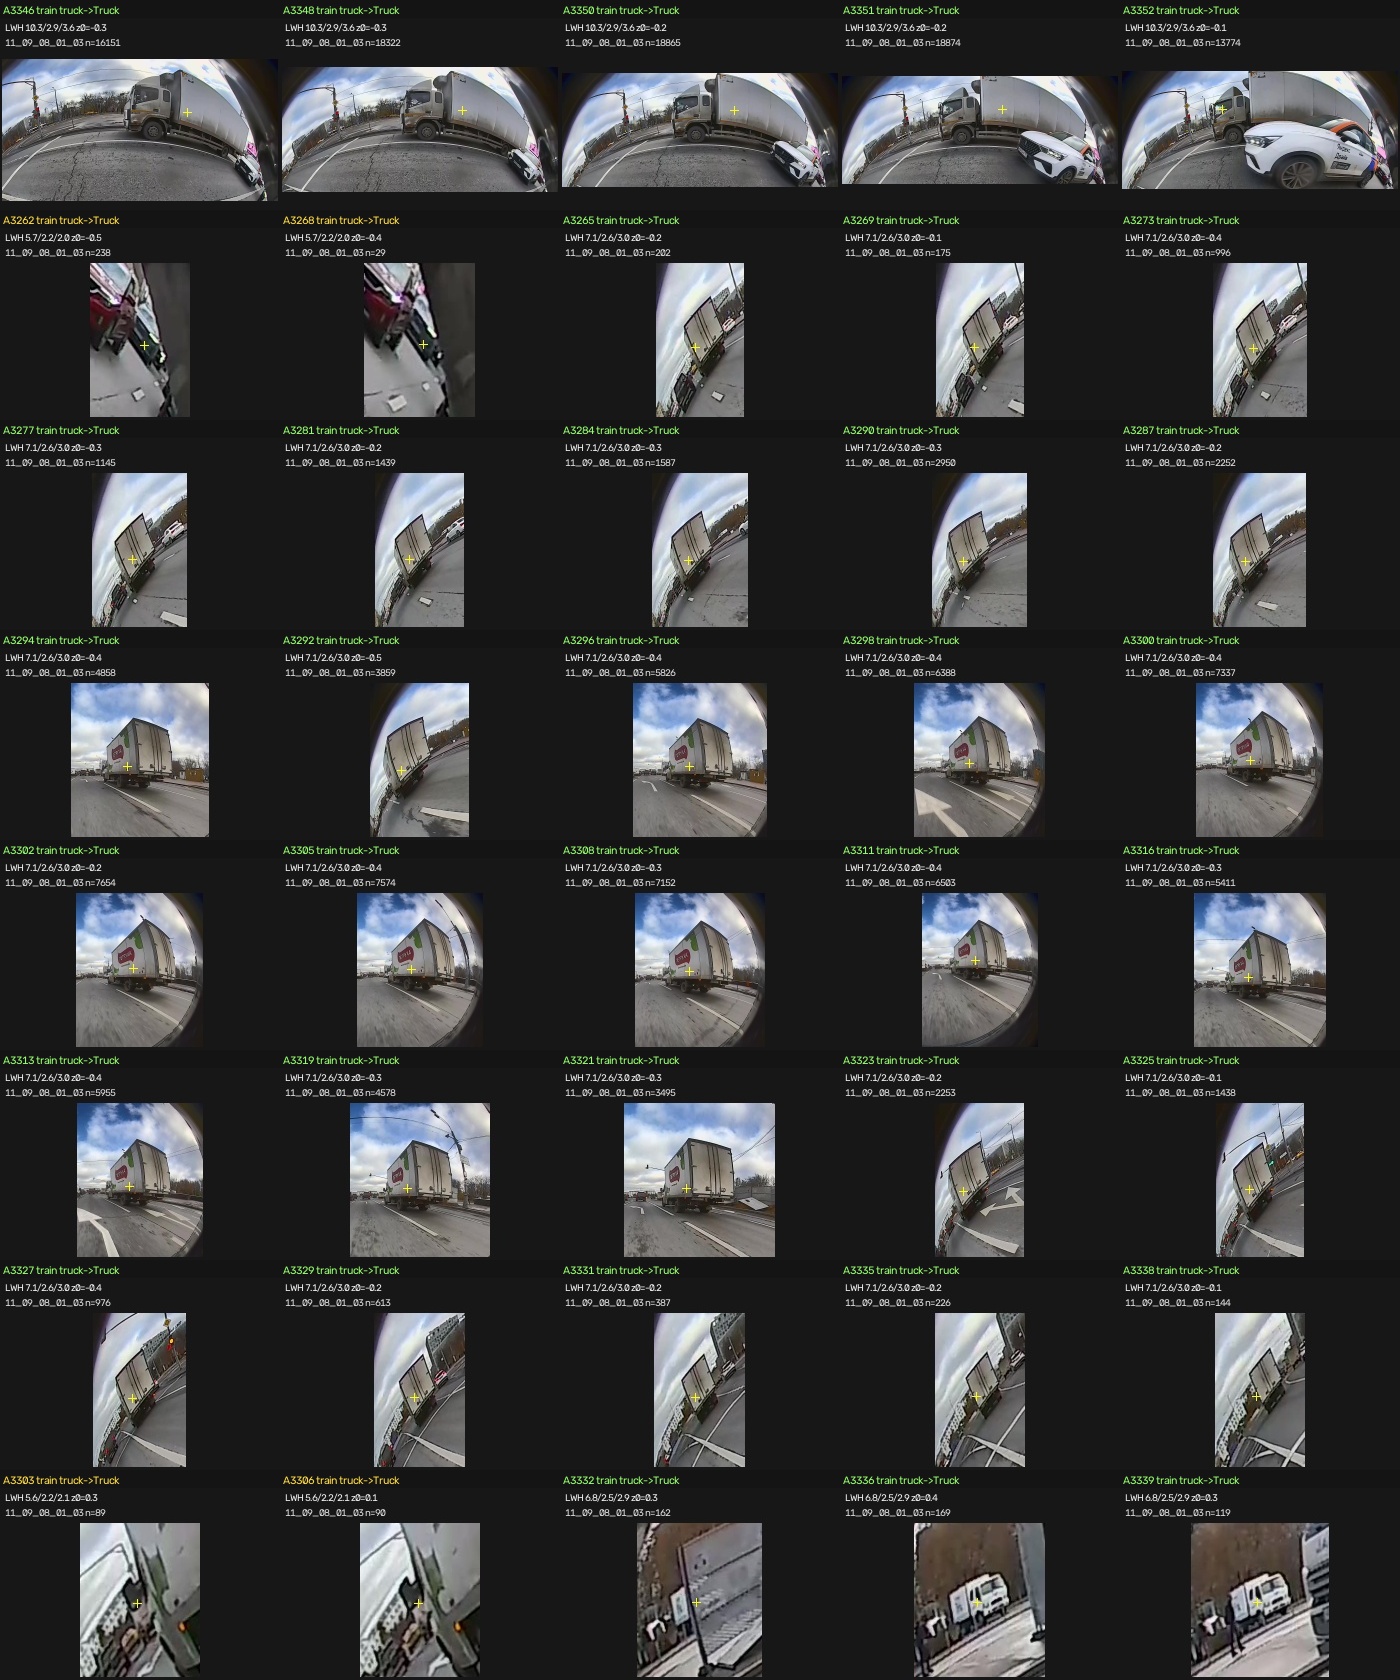 A3346 train truck->Truck
LWH 10.3/2.9/3.6 z0=-0.3
11_09_08_01_03 n=16151
A3348 train truck->Truck
LWH 10.3/2.9/3.6 z0=-0.3
11_09_08_01_03 n=18322
A3350 train truck->Truck
LWH 10.3/2.9/3.6 z0=-0.2
11_09_08_01_03 n=18865
A3351 train truck->Truck
LWH 10.3/2.9/3.6 z0=-0.2
11_09_08_01_03 n=18874
A3352 train truck->Truck
LWH 10.3/2.9/3.6 z0=-0.1
11_09_08_01_03 n=13774
A3262 train truck->Truck
LWH 5.7/2.2/2.0 z0=-0.5
11_09_08_01_03 n=238
A3268 train truck->Truck
LWH 5.7/2.2/2.0 z0=-0.4
11_09_08_01_03 n=29
A3265 train truck->Truck
LWH 7.1/2.6/3.0 z0=-0.2
11_09_08_01_03 n=202
A3269 train truck->Truck
LWH 7.1/2.6/3.0 z0=-0.1
11_09_08_01_03 n=175
A3273 train truck->Truck
LWH 7.1/2.6/3.0 z0=-0.4
11_09_08_01_03 n=996
A3277 train truck->Truck
LWH 7.1/2.6/3.0 z0=-0.3
11_09_08_01_03 n=1145
A3281 train truck->Truck
LWH 7.1/2.6/3.0 z0=-0.2
11_09_08_01_03 n=1439
A3284 train truck->Truck
LWH 7.1/2.6/3.0 z0=-0.3
11_09_08_01_03 n=1587
A3290 train truck->Truck
LWH 7.1/2.6/3.0 z0=-0.3
11_09_08_01_03 n=2950
A3287 train truck->Truck
LWH 7.1/2.6/3.0 z0=-0.2
11_09_08_01_03 n=2252
A3294 train truck->Truck
LWH 7.1/2.6/3.0 z0=-0.4
11_09_08_01_03 n=4858
A3292 train truck->Truck
LWH 7.1/2.6/3.0 z0=-0.5
11_09_08_01_03 n=3859
A3296 train truck->Truck
LWH 7.1/2.6/3.0 z0=-0.4
11_09_08_01_03 n=5826
A3298 train truck->Truck
LWH 7.1/2.6/3.0 z0=-0.4
11_09_08_01_03 n=6388
A3300 train truck->Truck
LWH 7.1/2.6/3.0 z0=-0.4
11_09_08_01_03 n=7337
A3302 train truck->Truck
LWH 7.1/2.6/3.0 z0=-0.2
11_09_08_01_03 n=7654
A3305 train truck->Truck
LWH 7.1/2.6/3.0 z0=-0.4
11_09_08_01_03 n=7574
A3308 train truck->Truck
LWH 7.1/2.6/3.0 z0=-0.3
11_09_08_01_03 n=7152
A3311 train truck->Truck
LWH 7.1/2.6/3.0 z0=-0.4
11_09_08_01_03 n=6503
A3316 train truck->Truck
LWH 7.1/2.6/3.0 z0=-0.3
11_09_08_01_03 n=5411
A3313 train truck->Truck
LWH 7.1/2.6/3.0 z0=-0.4
11_09_08_01_03 n=5955
A3319 train truck->Truck
LWH 7.1/2.6/3.0 z0=-0.3
11_09_08_01_03 n=4578
A3321 train truck->Truck
LWH 7.1/2.6/3.0 z0=-0.3
11_09_08_01_03 n=3495
A3323 train truck->Truck
LWH 7.1/2.6/3.0 z0=-0.2
11_09_08_01_03 n=2253
A3325 train truck->Truck
LWH 7.1/2.6/3.0 z0=-0.1
11_09_08_01_03 n=1438
A3327 train truck->Truck
LWH 7.1/2.6/3.0 z0=-0.4
11_09_08_01_03 n=976
A3329 train truck->Truck
LWH 7.1/2.6/3.0 z0=-0.2
11_09_08_01_03 n=613
A3331 train truck->Truck
LWH 7.1/2.6/3.0 z0=-0.2
11_09_08_01_03 n=387
A3335 train truck->Truck
LWH 7.1/2.6/3.0 z0=-0.2
11_09_08_01_03 n=226
A3338 train truck->Truck
LWH 7.1/2.6/3.0 z0=-0.1
11_09_08_01_03 n=144
A3303 train truck->Truck
LWH 5.6/2.2/2.1 z0=0.3
11_09_08_01_03 n=89
A3306 train truck->Truck
LWH 5.6/2.2/2.1 z0=0.1
11_09_08_01_03 n=90
A3332 train truck->Truck
LWH 6.8/2.5/2.9 z0=0.3
11_09_08_01_03 n=162
A3336 train truck->Truck
LWH 6.8/2.5/2.9 z0=0.4
11_09_08_01_03 n=169
A3339 train truck->Truck
LWH 6.8/2.5/2.9 z0=0.3
11_09_08_01_03 n=119